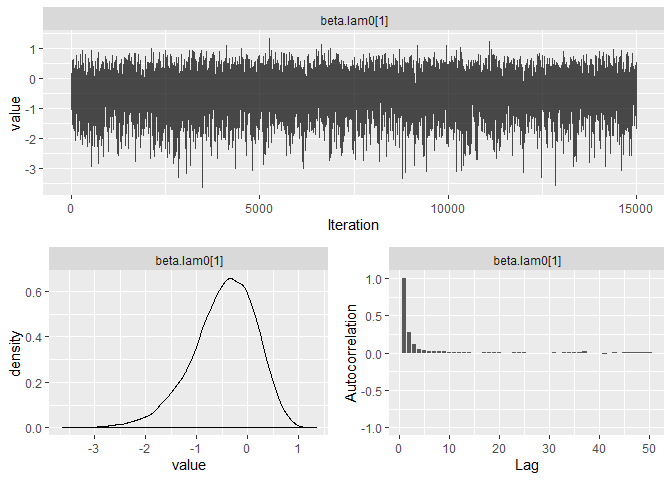 beta.lam0[1]
value
1
0
-1
-2
-3
0 5000 10000 15000
Iteration
beta.lam0[1]
density
0.6
0.4
0.2
0.0
-3 -2 -1 0 1
value
beta.lam0[1]
Autocorrelation
1.0
0.5
0.0
-0.5
-1.0
0 10 20 30 40 50
Lag